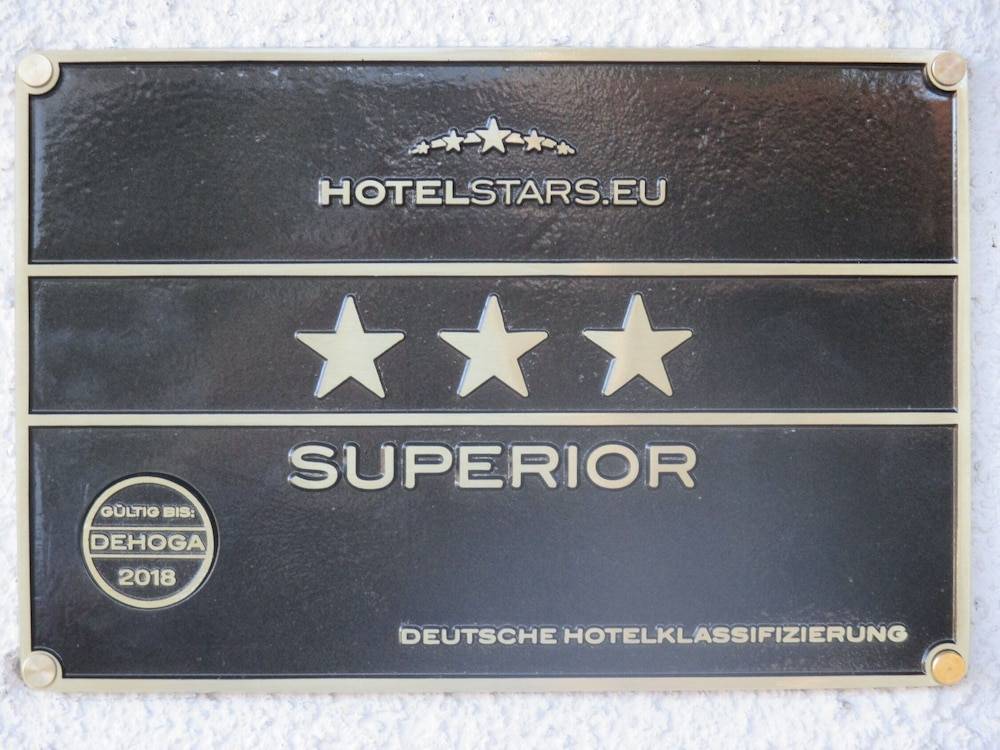 HOTELSTARS.EU
SUPERIOR
GÜLTIG BIS:
DEHOGA
2018
DEUTSCHE HOTELKLASSIFIZIERUNG